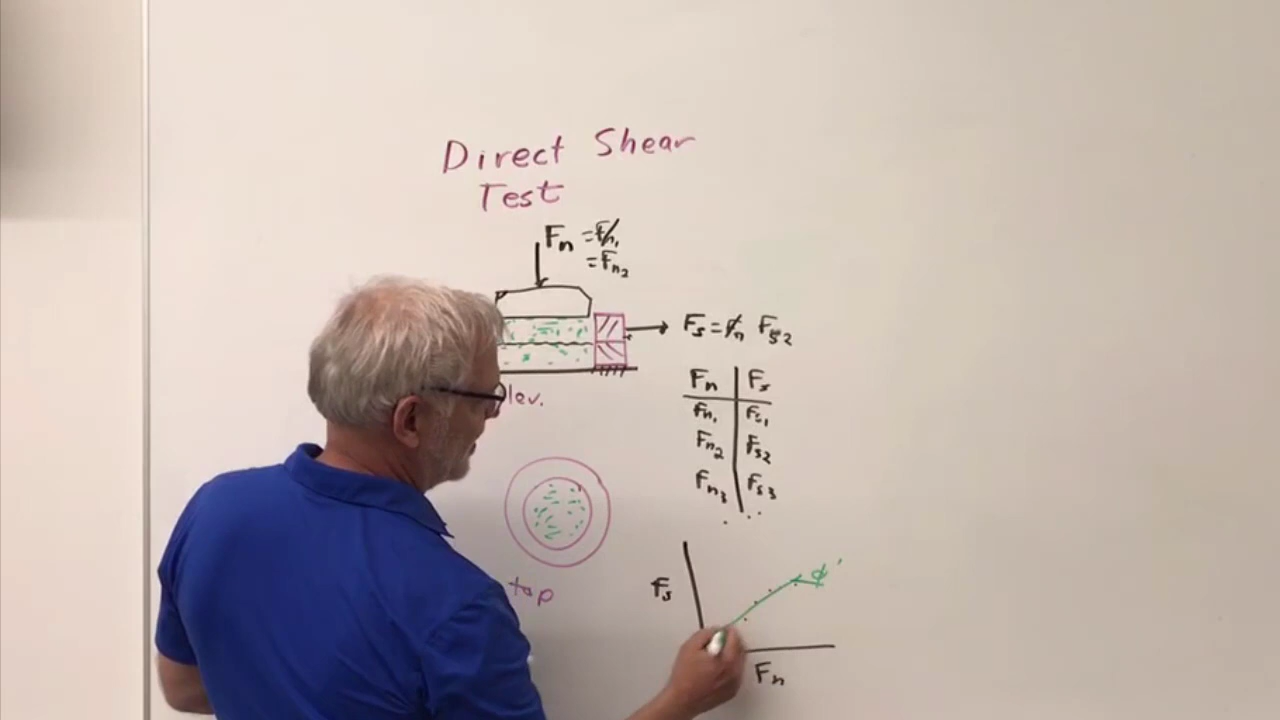 Direct Shear
Test
Fn = Fn1
= Fn2
Fs = Fn Fs2
Fn Fs
Fn1 Fs1
Fn2 Fs2
Fn3 Fs3
lev.
top
Fs
ϕ'
Fn